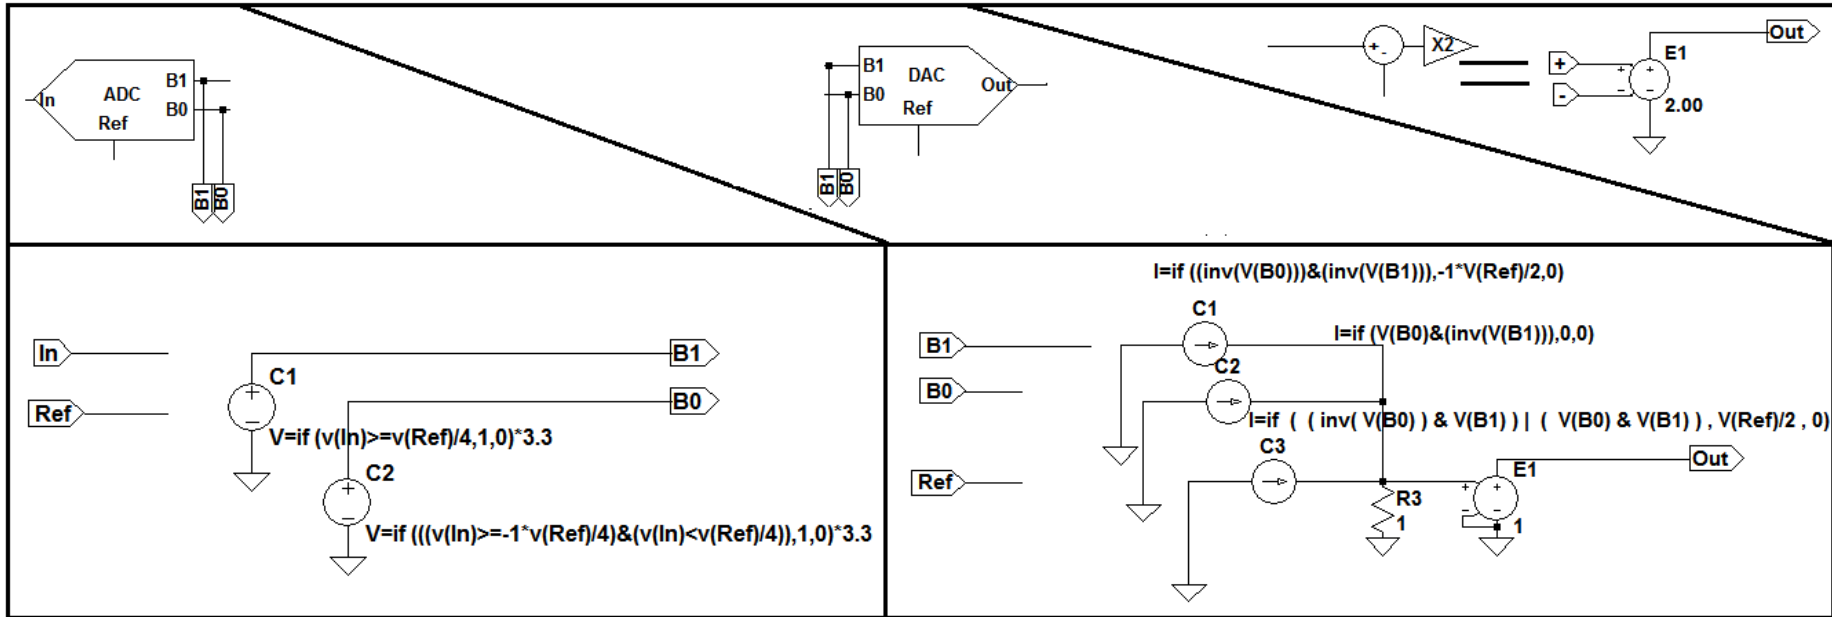 In
ADC
B1
B0
Ref
B1
B0
B1
B0
DAC
Out
Ref
B1
B0
+
-
X2
+
-
+
-
+
-
E1
2.00
Out
In
Ref
C1
+
-
V=if (v(In)>=v(Ref)/4,1,0)*3.3
C2
+
-
V=if (((v(In)>=-1*v(Ref)/4)&(v(In)<v(Ref)/4)),1,0)*3.3
B1
B0
I=if ((inv(V(B0)))&(inv(V(B1))),-1*V(Ref)/2,0)
C1
I=if (V(B0)&(inv(V(B1))),0,0)
B1
C2
B0
I=if ( ( inv( V(B0) ) & V(B1) ) | ( V(B0) & V(B1) ) , V(Ref)/2 , 0)
C3
Ref
R3
1
+
-
+
-
E1
1
Out